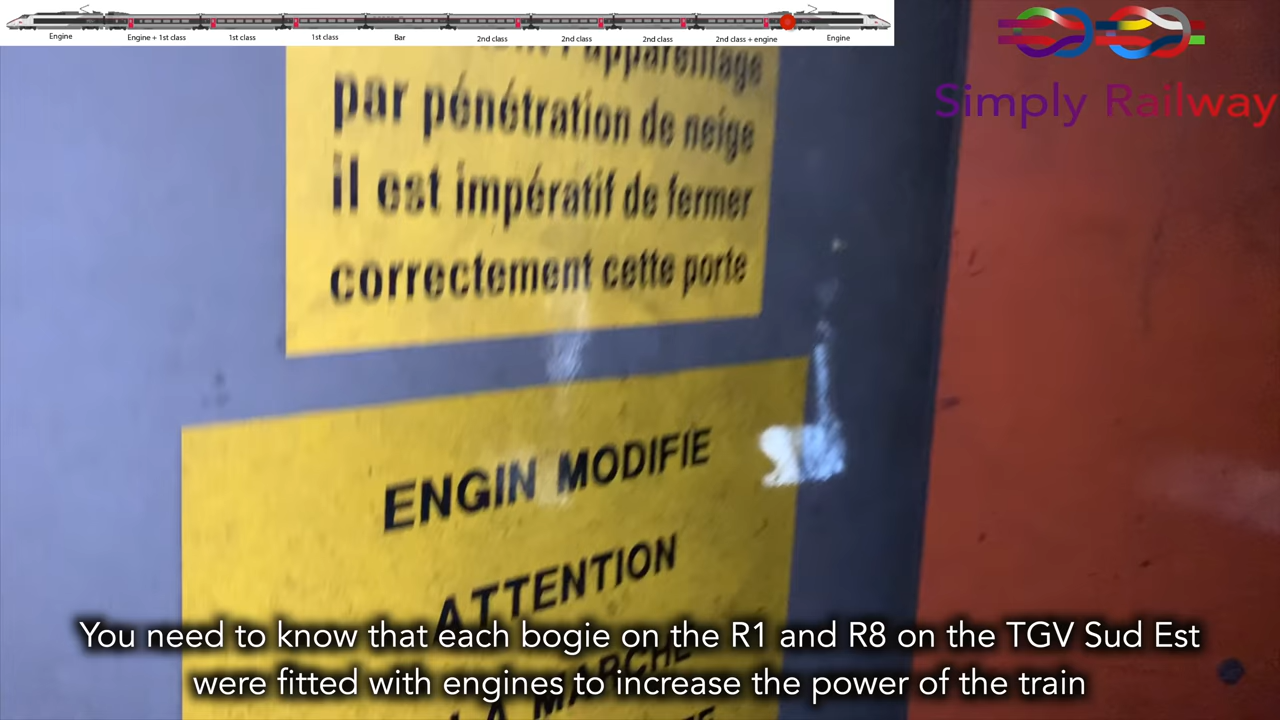 Engine
Engine + 1st class
1st class
1st class
Bar
2nd class
2nd class
2nd class
2nd class + engine
Engine
Simply Railway
l'appareillage
par pénétration de neige
il est impératif de fermer
correctement cette porte
ENGIN MODIFIE
ATTENTION
LA MARCHE
You need to know that each bogie on the R1 and R8 on the TGV Sud Est
were fitted with engines to increase the power of the train